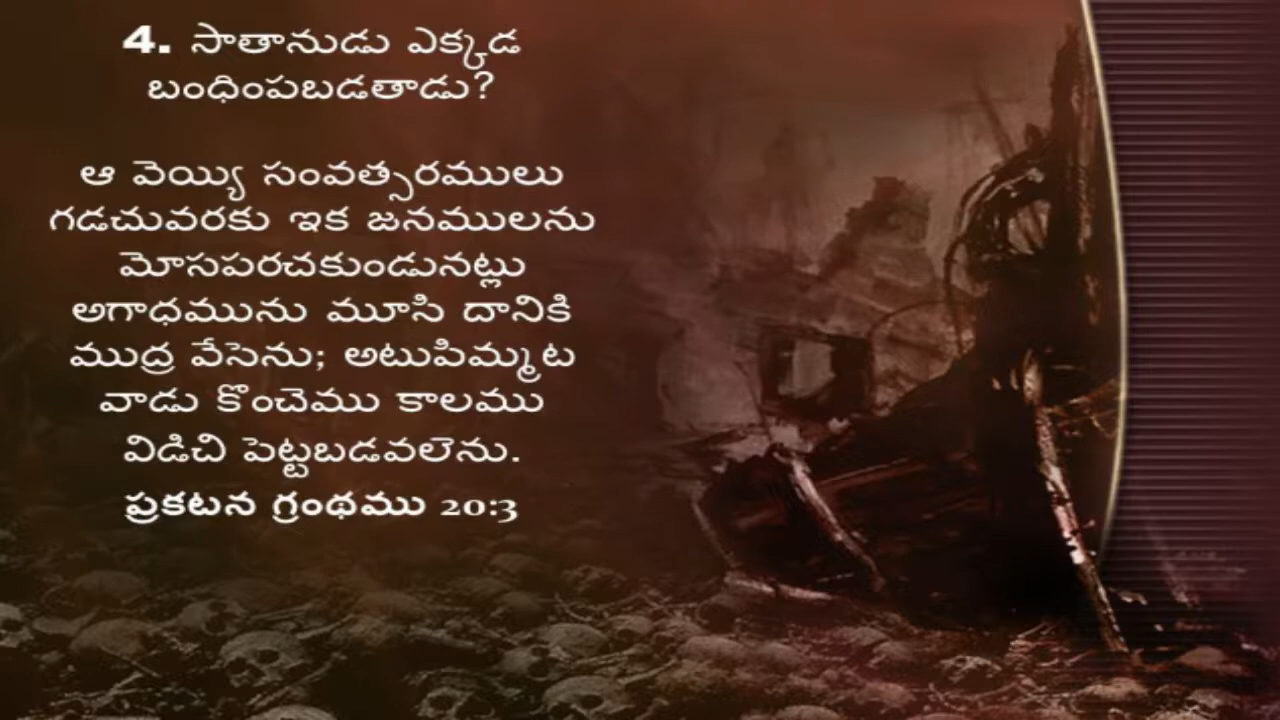 4. సాతానుడు ఎక్కడ
బంధింపబడతాడు?
ఆ వెయ్యి సంవత్సరములు
గడచువరకు ఇక జనములను
మోసపరచకుండునట్లు
అగాధమును మూసి దానికి
ముద్ర వేసెను; అటుపిమ్మట
వాడు కొంచెము కాలము
విడిచి పెట్టబడవలెను.
ప్రకటన గ్రంథము 20:3